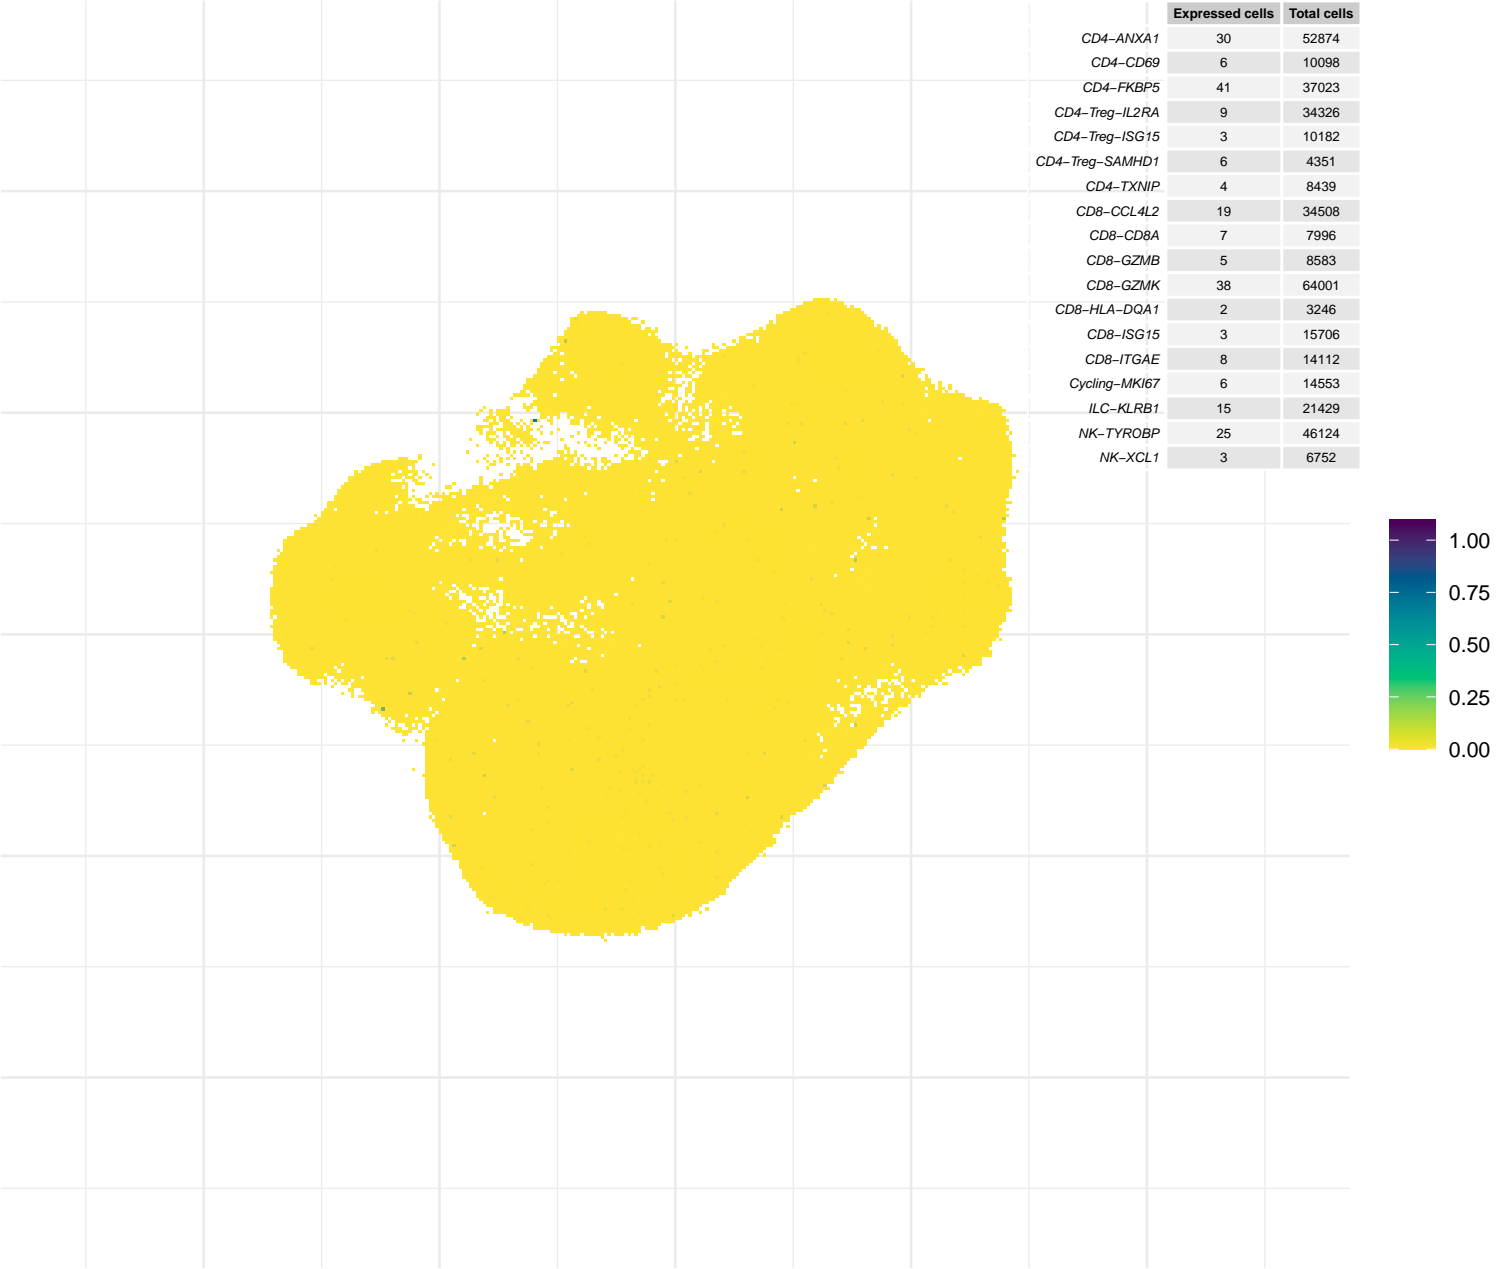 Expressed cells Total cells
CD4−ANXA1 30 52874
CD4−CD69 6 10098
CD4−FKBP5 41 37023
CD4−Treg−IL2RA 9 34326
CD4−Treg−ISG15 3 10182
CD4−Treg−SAMHD1 6 4351
CD4−TXNIP 4 8439
CD8−CCL4L2 19 34508
CD8−CD8A 7 7996
CD8−GZMB 5 8583
CD8−GZMK 38 64001
CD8−HLA−DQA1 2 3246
CD8−ISG15 3 15706
CD8−ITGAE 8 14112
Cycling−MKI67 6 14553
ILC−KLRB1 15 21429
NK−TYROBP 25 46124
NK−XCL1 3 6752
1.00
0.75
0.50
0.25
0.00